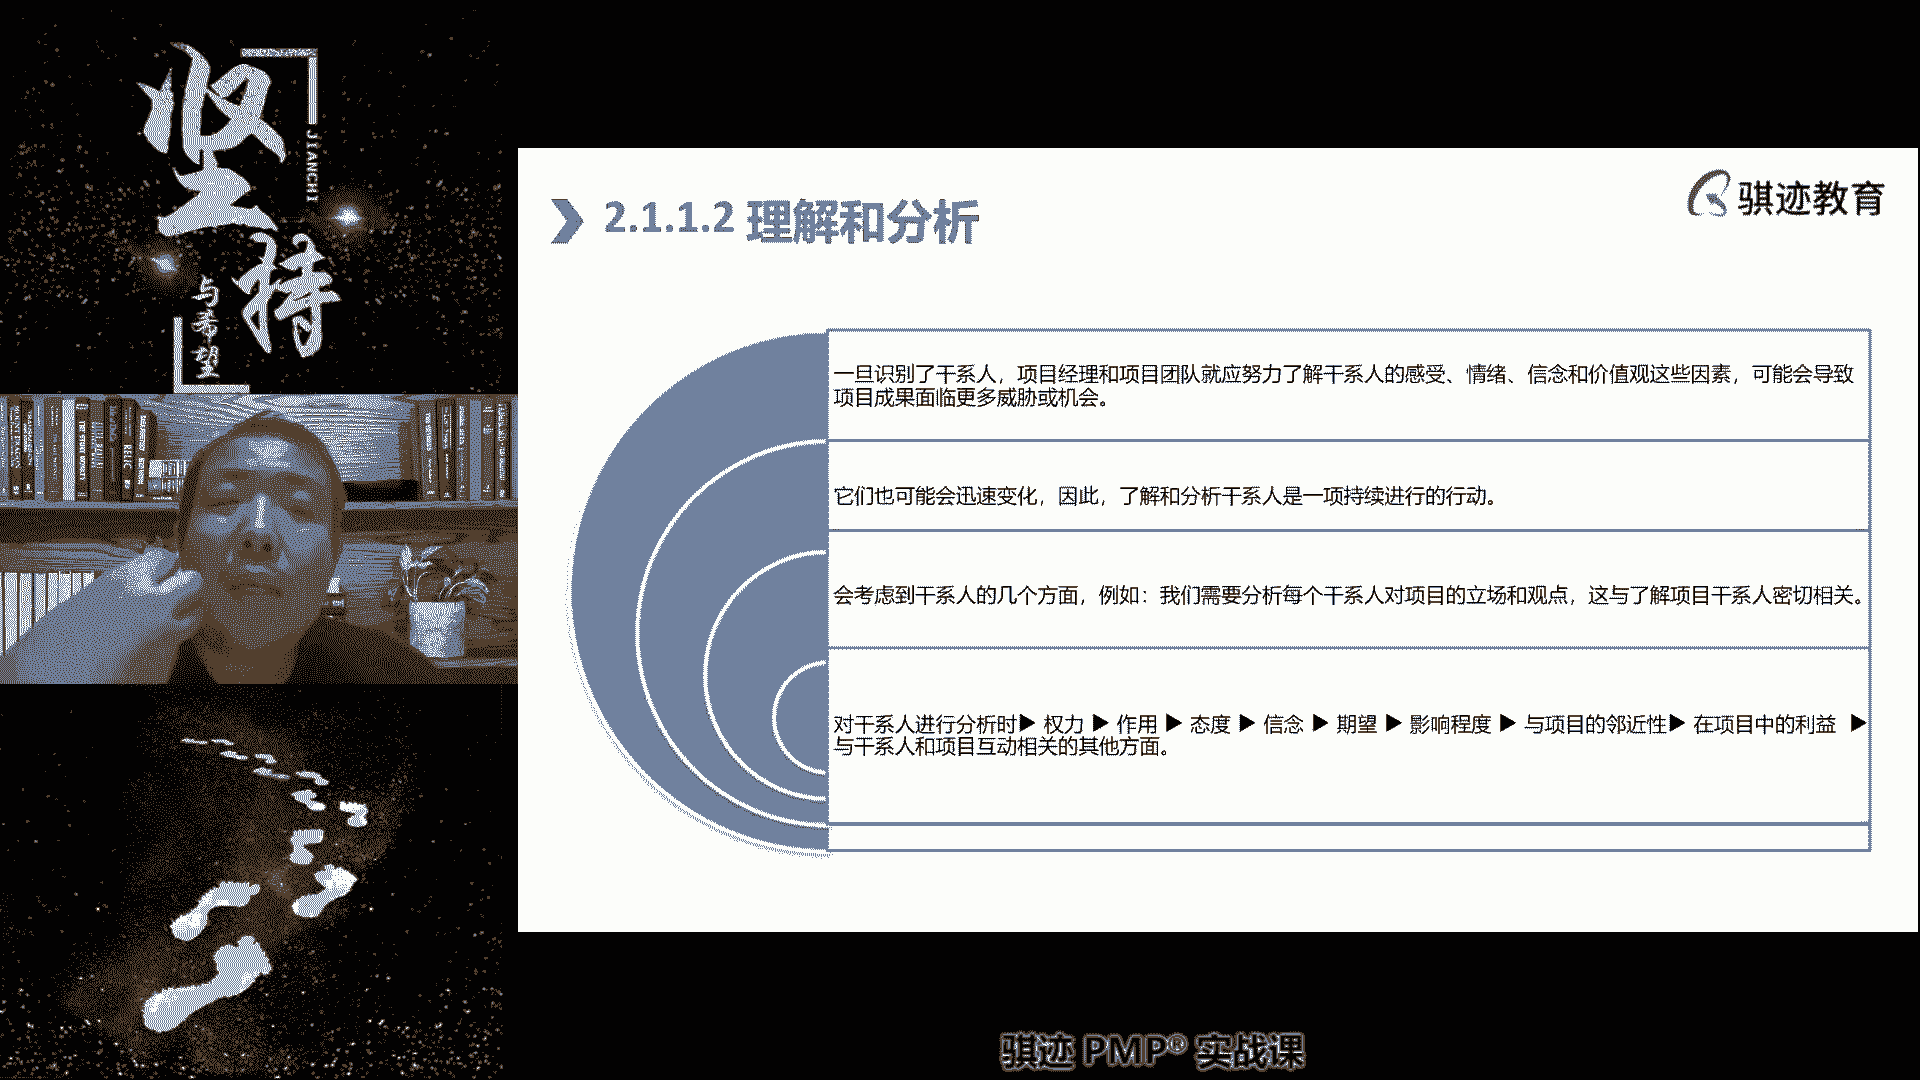 坚持
JIANCHI
与希望
骐迹教育
2.1.1.2 理解和分析
一旦识别了干系人，项目经理和项目团队就应努力了解干系人的感受、情绪、信念和价值观这些因素，可能会导致
项目成果面临更多威胁或机会。
它们也可能会迅速变化，因此，了解和分析干系人是一项持续进行的行动。
会考虑到干系人的几个方面，例如：我们需要分析每个干系人对项目的立场和观点，这与了解项目干系人密切相关。
对干系人进行分析时▶ 权力 ▶ 作用 ▶ 态度 ▶ 信念 ▶ 期望 ▶ 影响程度 ▶ 与项目的邻近性▶ 在项目中的利益 ▶
与干系人和项目互动相关的其他方面。
骐迹 PMP® 实战课